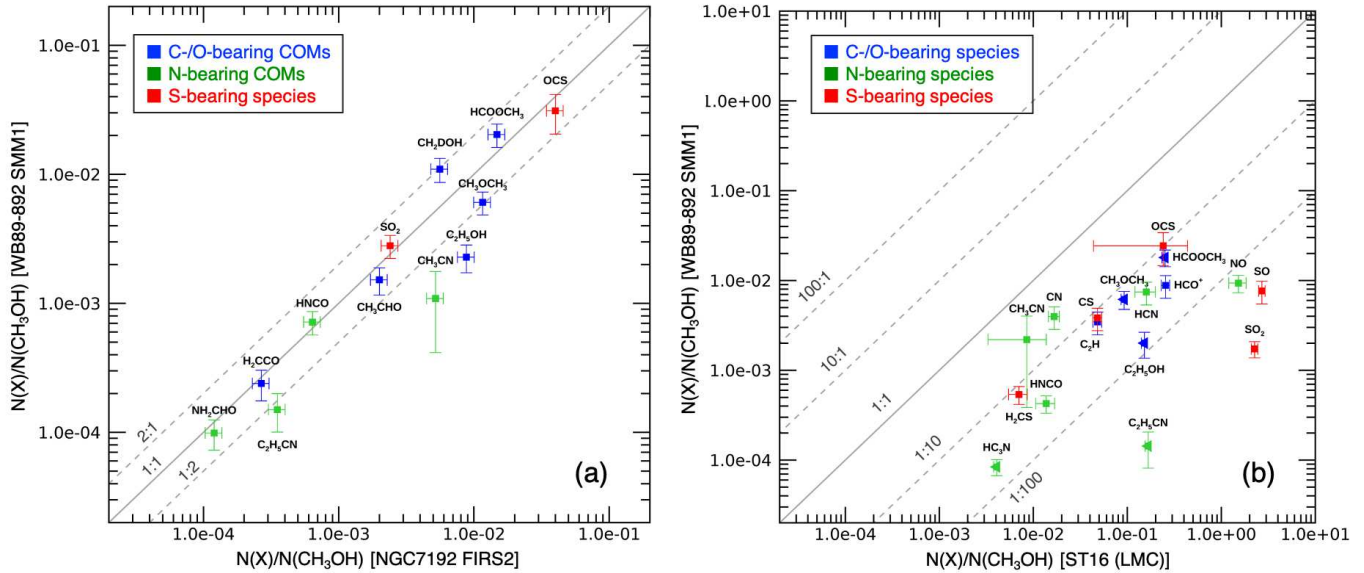 N(X)/N(CH₃OH) [WB89-892 SMM1]
1.0e-01
1.0e-02
1.0e-03
1.0e-04
C-/O-bearing COMs
N-bearing COMs
S-bearing species
OCS
HCOOCH₃
CH₂DOH
CH₃OCH₃
SO₂
C₂H₅OH
CH₃CN
CH₃CHO
HNCO
H₂CCO
NH₂CHO
C₂H₅CN
2:1
1:1
1:2
(a)
1.0e-04
1.0e-03
1.0e-02
1.0e-01
N(X)/N(CH₃OH) [NGC7192 FIRS2]
N(X)/N(CH₃OH) [WB89-892 SMM1]
1.0e+01
1.0e+00
1.0e-01
1.0e-02
1.0e-03
1.0e-04
C-/O-bearing species
N-bearing species
S-bearing species
100:1
10:1
1:1
1:10
1:100
OCS
HCOOCH₃
NO
SO
CH₃OCH₃
HCO⁺
CH₃CN
CN
CS
HCN
C₂H
SO₂
C₂H₅OH
HNCO
H₂CS
C₂H₅CN
HC₃N
(b)
1.0e-04
1.0e-03
1.0e-02
1.0e-01
1.0e+00
1.0e+01
N(X)/N(CH₃OH) [ST16 (LMC)]